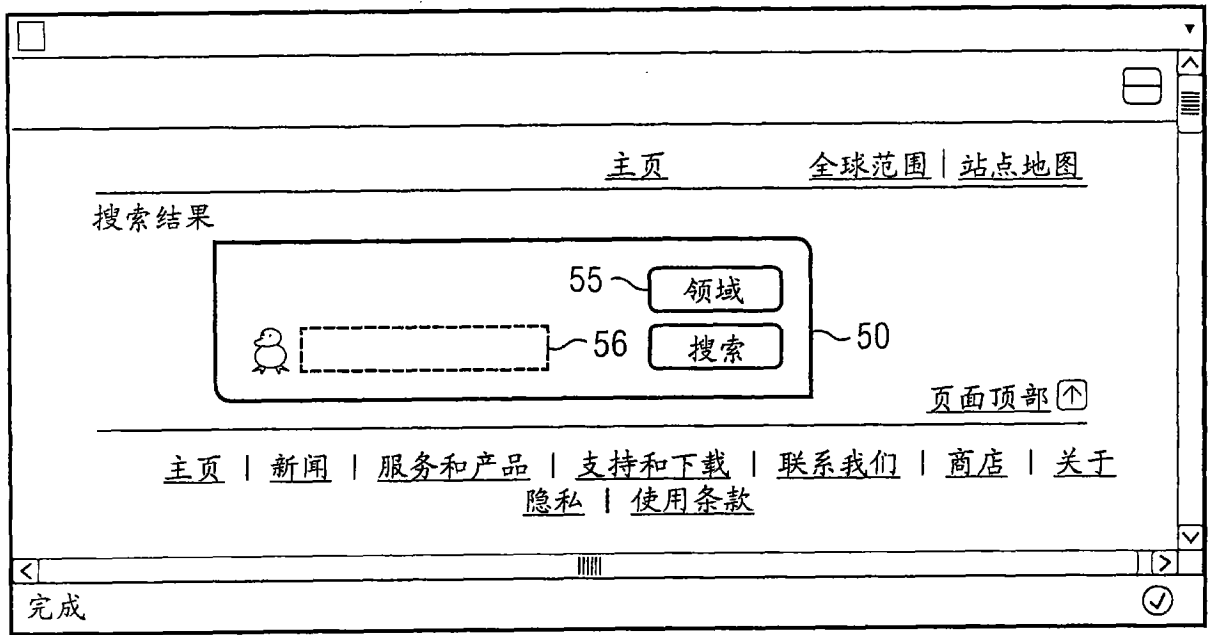 主页 全球范围 | 站点地图
搜索结果
55 领域
56 搜索 50
页面顶部
主页 | 新闻 | 服务和产品 | 支持和下载 | 联系我们 | 商店 | 关于
隐私 | 使用条款
完成